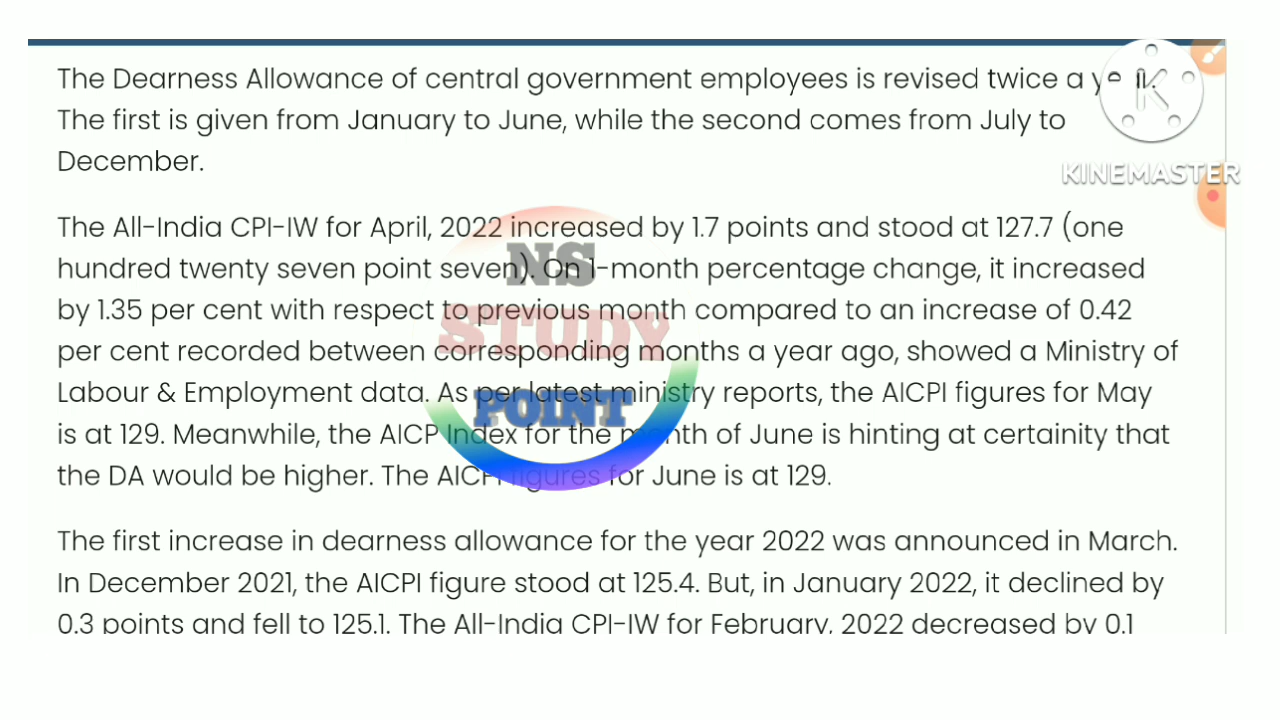 The Dearness Allowance of central government employees is revised twice a year.
The first is given from January to June, while the second comes from July to
December.
KINEMASTER
The All-India CPI-IW for April, 2022 increased by 1.7 points and stood at 127.7 (one
hundred twenty seven point seven). On 1-month percentage change, it increased
by 1.35 per cent with respect to previous month compared to an increase of 0.42
per cent recorded between corresponding months a year ago, showed a Ministry of
Labour & Employment data. As per latest ministry reports, the AICPI figures for May
is at 129. Meanwhile, the AICP Index for the month of June is hinting at certainity that
the DA would be higher. The AICPI figures for June is at 129.
NS
STUDY
POINT
The first increase in dearness allowance for the year 2022 was announced in March.
In December 2021, the AICPI figure stood at 125.4. But, in January 2022, it declined by
0.3 points and fell to 125.1. The All-India CPI-IW for February, 2022 decreased by 0.1